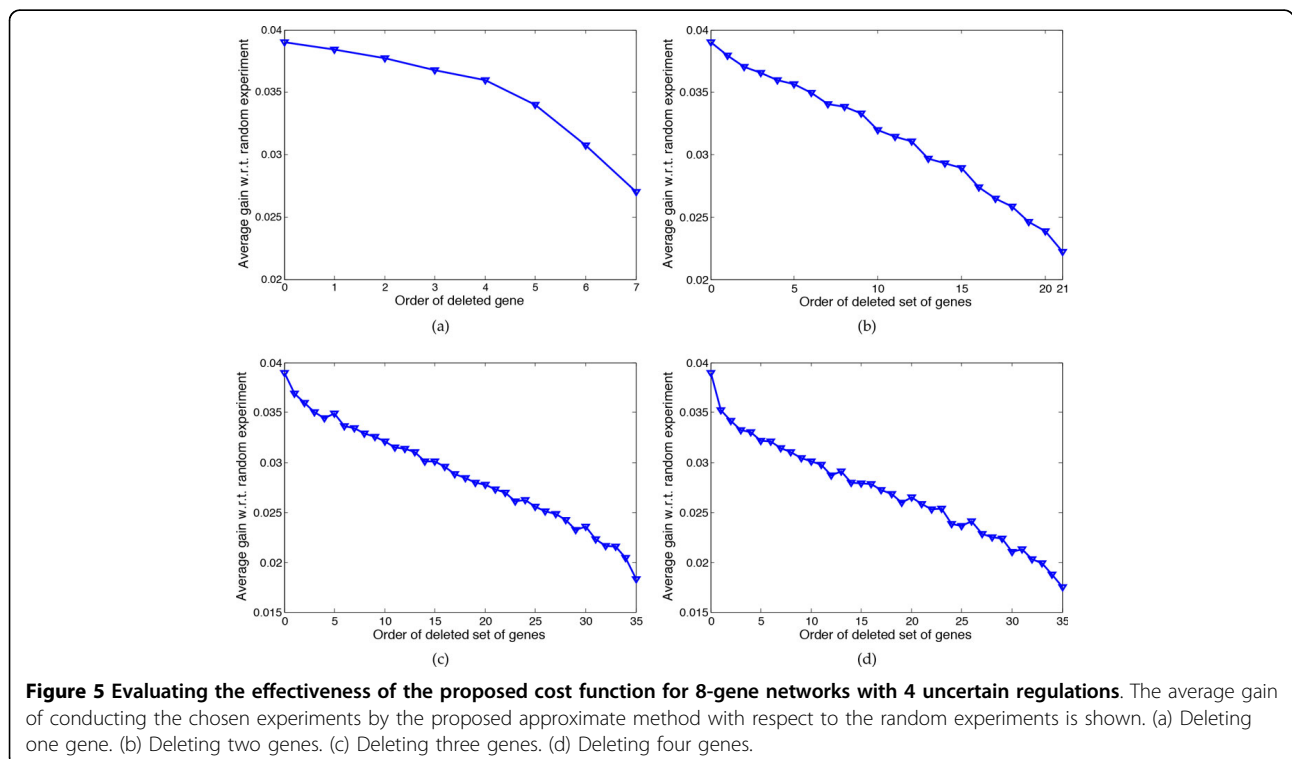 0.04
0.035
0.03
0.025
0.02
Average gain w.r.t. random experiment
0 1 2 3 4 5 6 7
Order of deleted gene
(a)
0.04
0.035
0.03
0.025
0.02
Average gain w.r.t. random experiment
0 5 10 15 20 21
Order of deleted set of genes
(b)
0.04
0.035
0.03
0.025
0.02
0.015
Average gain w.r.t. random experiment
0 5 10 15 20 25 30 35
Order of deleted set of genes
(c)
0.04
0.035
0.03
0.025
0.02
0.015
Average gain w.r.t. random experiment
0 5 10 15 20 25 30 35
Order of deleted set of genes
(d)
Figure 5 Evaluating the effectiveness of the proposed cost function for 8-gene networks with 4 uncertain regulations. The average gain
of conducting the chosen experiments by the proposed approximate method with respect to the random experiments is shown. (a) Deleting
one gene. (b) Deleting two genes. (c) Deleting three genes. (d) Deleting four genes.